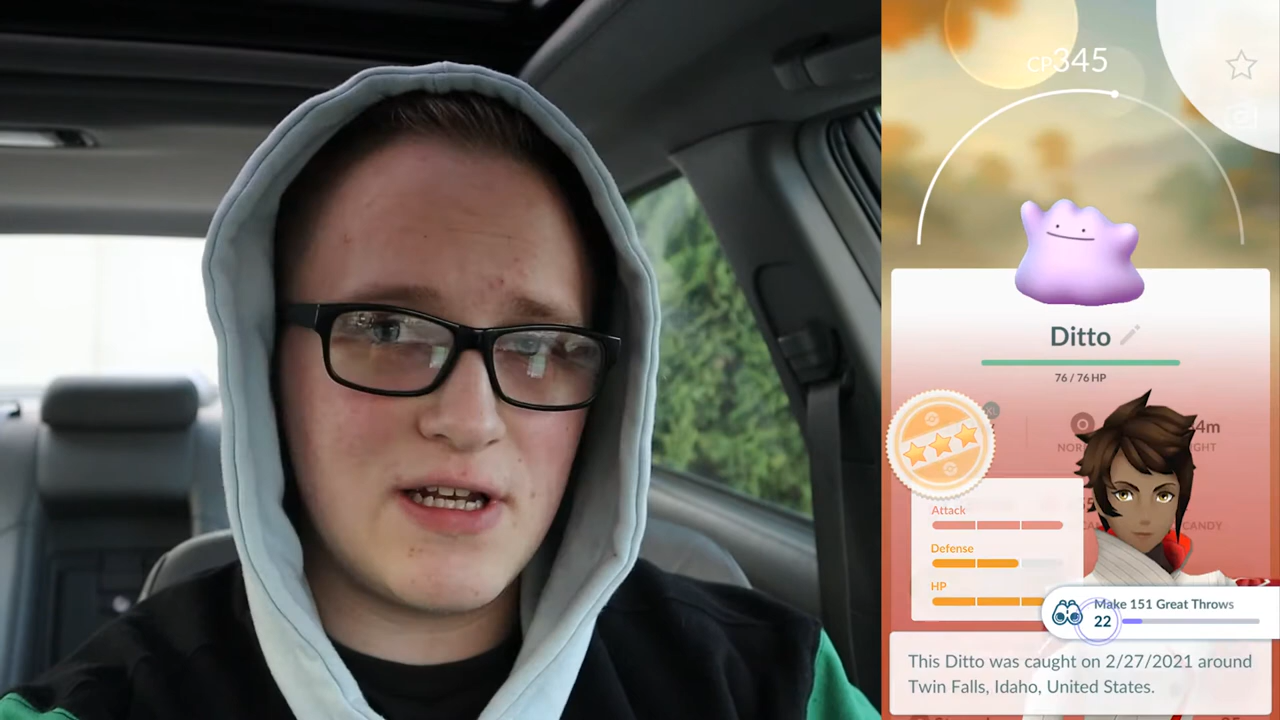 CP345
Ditto
76 / 76 HP
Attack
Defense
HP
Make 151 Great Throws
22
This Ditto was caught on 2/27/2021 around
Twin Falls, Idaho, United States.